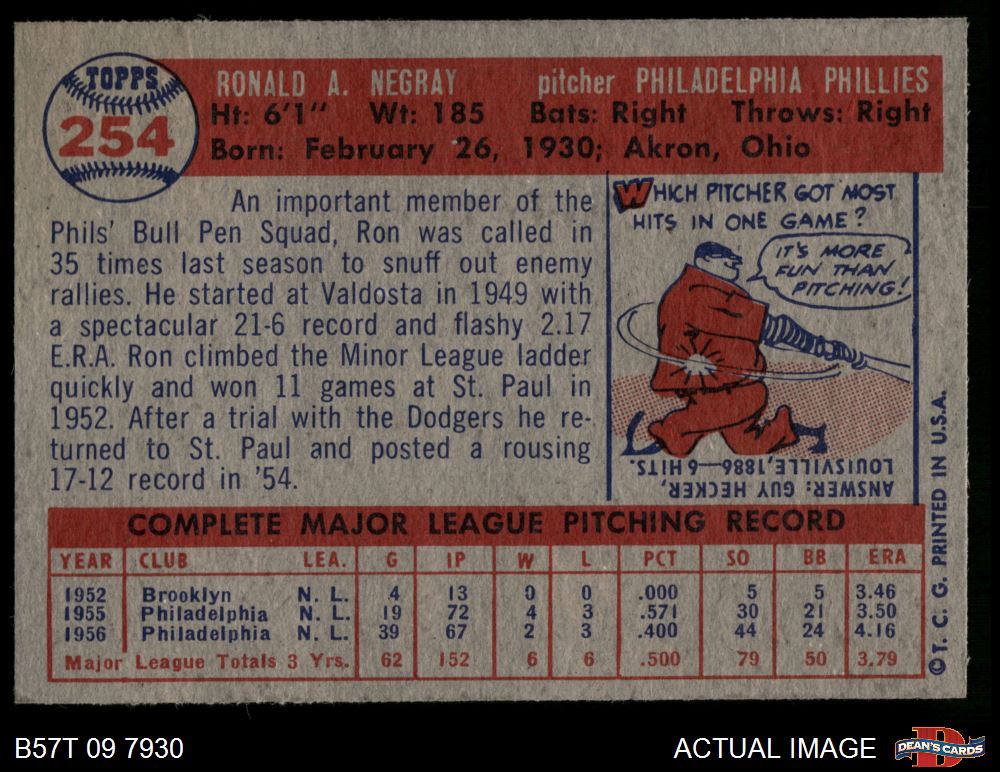 TOPPS
254
RONALD A. NEGRAY pitcher PHILADELPHIA PHILLIES
Ht: 6'1" Wt: 185 Bats: Right Throws: Right
Born: February 26, 1930; Akron, Ohio
An important member of the
Phils' Bull Pen Squad, Ron was called in
35 times last season to snuff out enemy
rallies. He started at Valdosta in 1949 with
a spectacular 21-6 record and flashy 2.17
E.R.A. Ron climbed the Minor League ladder
quickly and won 11 games at St. Paul in
1952. After a trial with the Dodgers he re-
turned to St. Paul and posted a rousing
17-12 record in '54.
WHICH PITCHER GOT MOST
HITS IN ONE GAME?
IT'S MORE
FUN THAN
PITCHING!
ANSWER: GUY HECKER,
LOUISVILLE, 1886—6 HITS.
COMPLETE MAJOR LEAGUE PITCHING RECORD
YEAR CLUB LEA. G IP W L PCT SO BB ERA
1952 Brooklyn N. L. 4 13 0 0 .000 5 5 3.46
1955 Philadelphia N. L. 19 72 4 3 .571 30 21 3.50
1956 Philadelphia N. L. 39 67 2 3 .400 44 24 4.16
Major League Totals 3 Yrs. 62 152 6 6 .500 79 50 3.79
© T. C. G. PRINTED IN U.S.A.
B57T 09 7930
ACTUAL IMAGE
D
DEAN'S CARDS